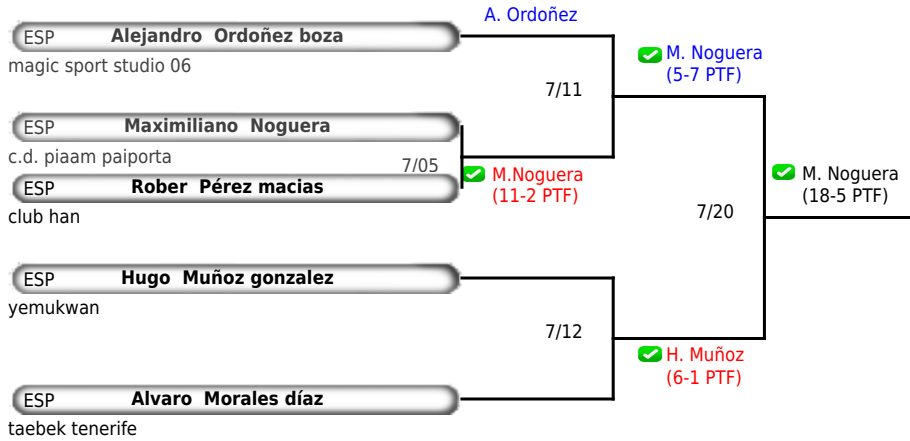 A. Ordoñez
ESP Alejandro Ordoñez boza
magic sport studio 06
M. Noguera
(5-7 PTF)
7/11
ESP Maximiliano Noguera
c.d. piaam paiporta
7/05
M.Noguera
(11-2 PTF)
M. Noguera
(18-5 PTF)
ESP Rober Pérez macias
club han
7/20
ESP Hugo Muñoz gonzalez
yemukwan
7/12
H. Muñoz
(6-1 PTF)
ESP Alvaro Morales díaz
taebek tenerife